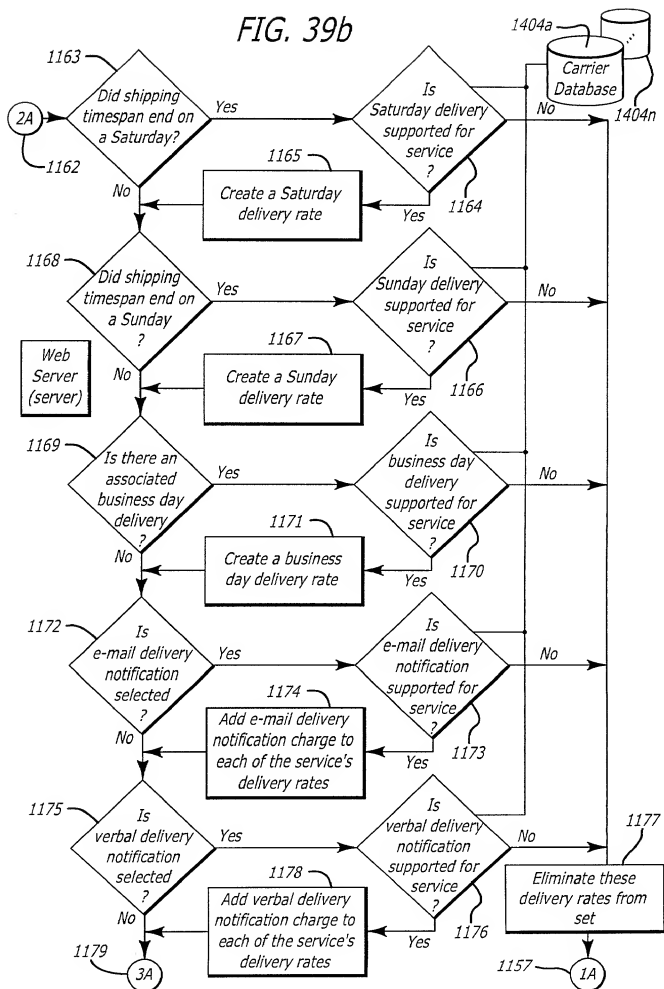 FIG. 39b
1404a
Carrier
Database
...
1404n
1163
Did shipping
timespan end on
a Saturday?
Yes
No
2A
1162
Is
Saturday delivery
supported for
service
?
No
Yes
1164
1165
Create a Saturday
delivery rate
1168
Did shipping
timespan end on
a Sunday
?
Yes
No
Is
Sunday delivery
supported for
service
?
No
Yes
1166
1167
Create a Sunday
delivery rate
Web
Server
(server)
1169
Is there an
associated
business day
delivery
?
Yes
No
Is
business day
delivery
supported for
service
?
No
Yes
1170
1171
Create a business
day delivery rate
1172
Is
e-mail delivery
notification
selected
?
Yes
No
Is
e-mail delivery
notification
supported for
service
?
No
Yes
1173
1174
Add e-mail delivery
notification charge to
each of the service's
delivery rates
1175
Is
verbal delivery
notification
selected
?
Yes
No
Is
verbal delivery
notification
supported for
service
?
No
Yes
1176
1178
Add verbal delivery
notification charge to
each of the service's
delivery rates
1177
Eliminate these
delivery rates from
set
1179
3A
1157
1A